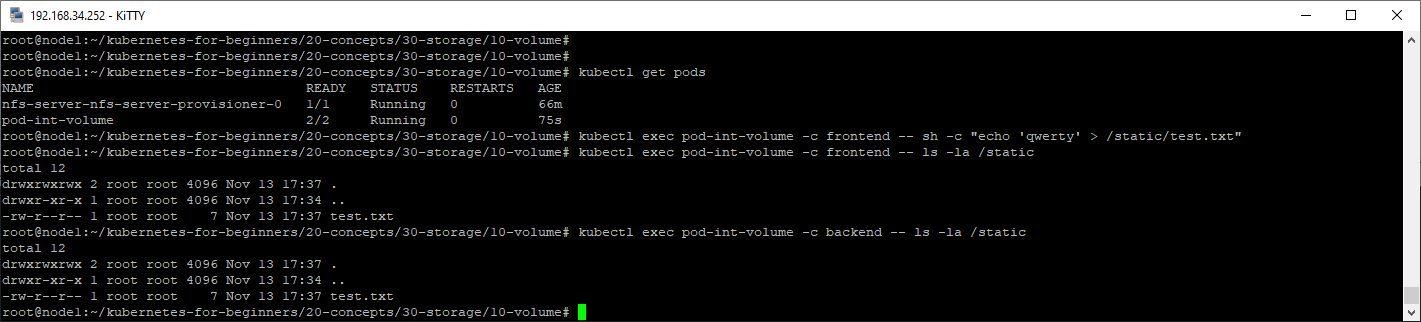 192.168.34.252 - KiTTY
root@node1:~/kubernetes-for-beginners/20-concepts/30-storage/10-volume#
root@node1:~/kubernetes-for-beginners/20-concepts/30-storage/10-volume#
root@node1:~/kubernetes-for-beginners/20-concepts/30-storage/10-volume# kubectl get pods
NAME                                  READY   STATUS    RESTARTS   AGE
nfs-server-nfs-server-provisioner-0   1/1     Running   0          66m
pod-int-volume                        2/2     Running   0          75s
root@node1:~/kubernetes-for-beginners/20-concepts/30-storage/10-volume# kubectl exec pod-int-volume -c frontend -- sh -c "echo 'qwerty' > /static/test.txt"
root@node1:~/kubernetes-for-beginners/20-concepts/30-storage/10-volume# kubectl exec pod-int-volume -c frontend -- ls -la /static
total 12
drwxrwxrwx 2 root root 4096 Nov 13 17:37 .
drwxr-xr-x 1 root root 4096 Nov 13 17:34 ..
-rw-r--r-- 1 root root    7 Nov 13 17:37 test.txt
root@node1:~/kubernetes-for-beginners/20-concepts/30-storage/10-volume# kubectl exec pod-int-volume -c backend -- ls -la /static
total 12
drwxrwxrwx 2 root root 4096 Nov 13 17:37 .
drwxr-xr-x 1 root root 4096 Nov 13 17:34 ..
-rw-r--r-- 1 root root    7 Nov 13 17:37 test.txt
root@node1:~/kubernetes-for-beginners/20-concepts/30-storage/10-volume#